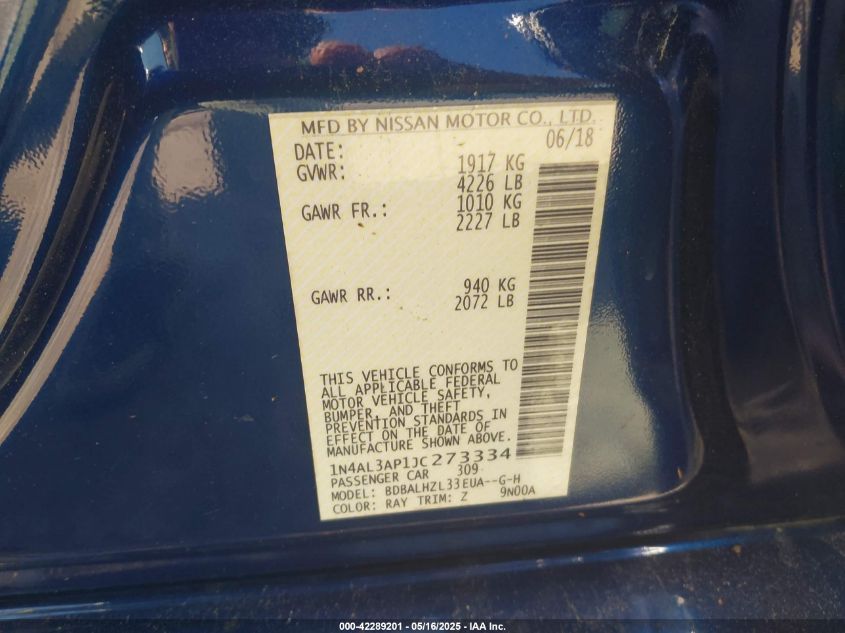 MFD BY NISSAN MOTOR CO., LTD.
DATE: 06/18
GVWR: 1917 KG
4226 LB
GAWR FR.: 1010 KG
2227 LB
GAWR RR.: 940 KG
2072 LB
THIS VEHICLE CONFORMS TO
ALL APPLICABLE FEDERAL
MOTOR VEHICLE SAFETY,
BUMPER, AND THEFT
PREVENTION STANDARDS IN
EFFECT ON THE DATE OF
MANUFACTURE SHOWN ABOVE.
1N4AL3AP1JC273334
PASSENGER CAR 309
MODEL: BDBALHZL33EUA--G-H
COLOR: RAY TRIM: Z 9N00A
000-42289201 - 05/16/2025 - IAA Inc.